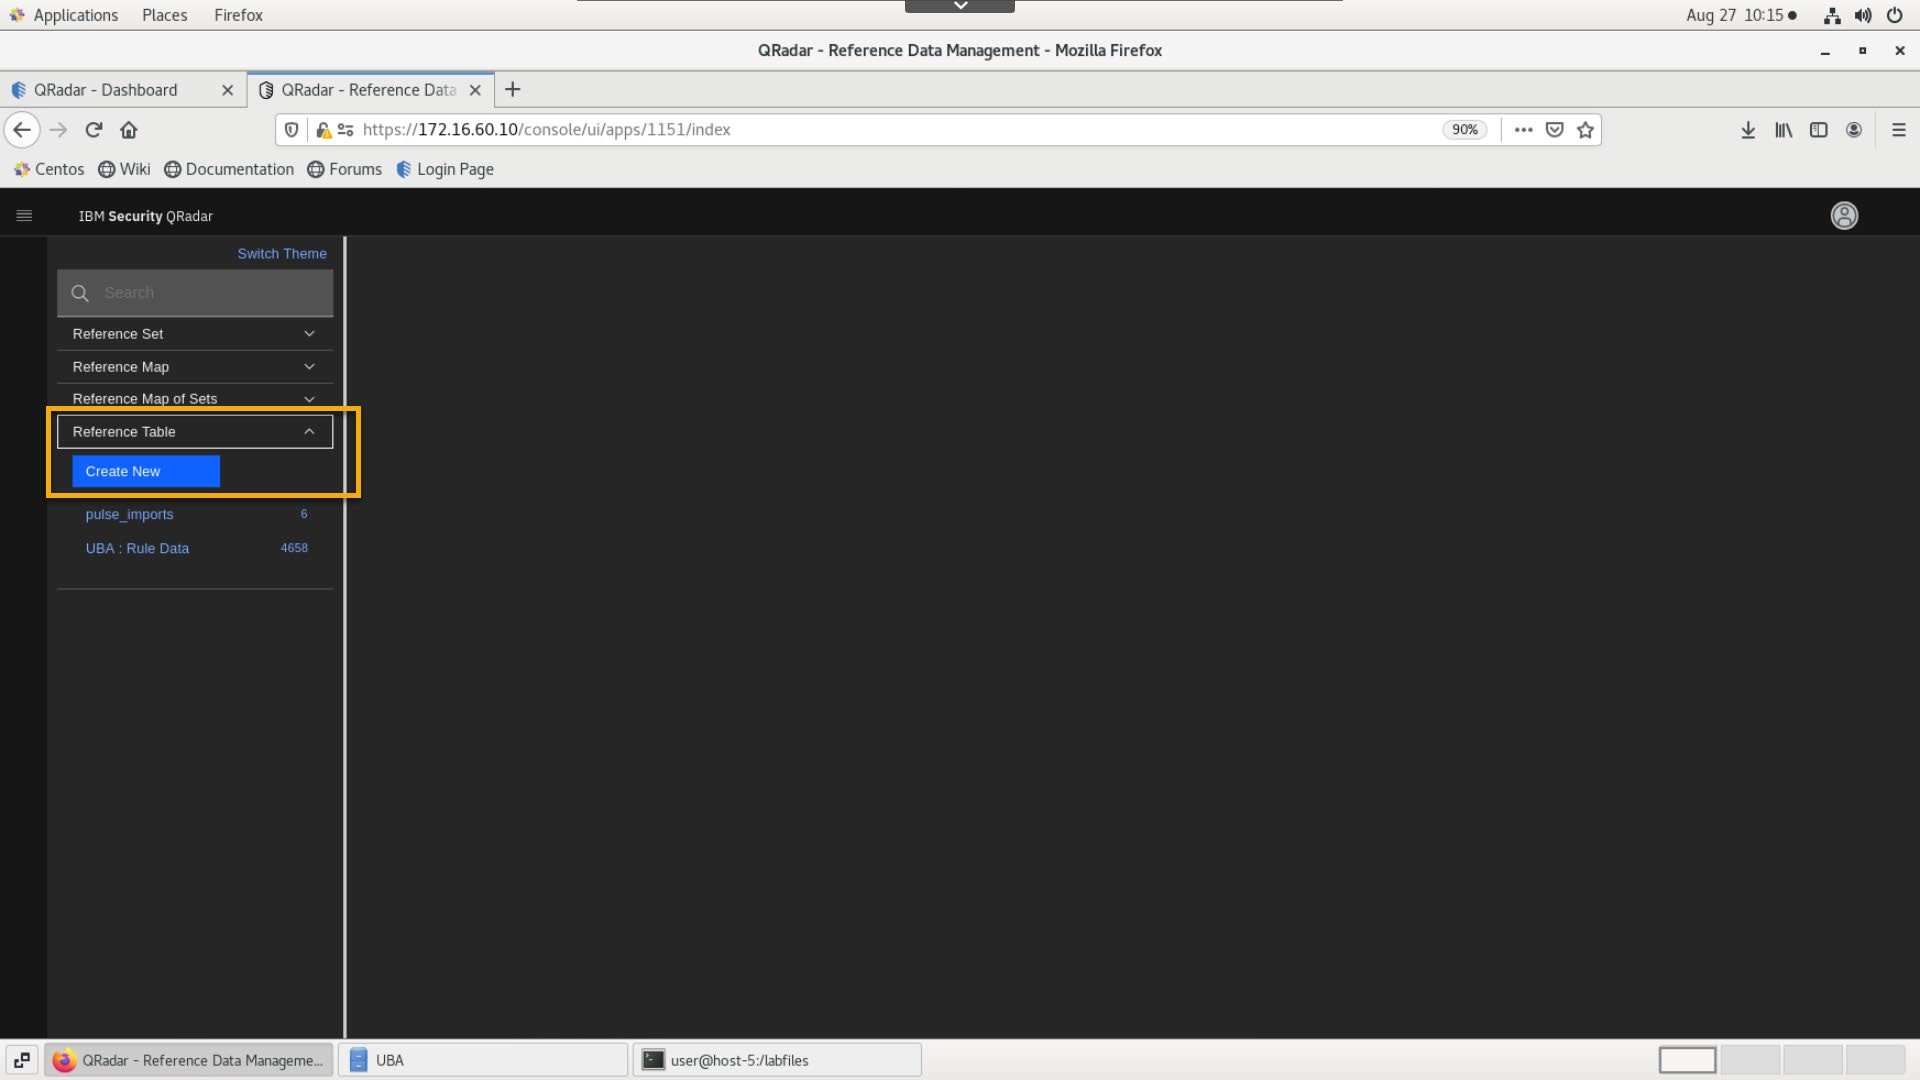 Applications Places Firefox Aug 27 10:15
QRadar - Reference Data Management - Mozilla Firefox
QRadar - Dashboard QRadar - Reference Data
https://172.16.60.10/console/ui/apps/1151/index 90%
Centos Wiki Documentation Forums Login Page
IBM Security QRadar
Switch Theme
Search
Reference Set
Reference Map
Reference Map of Sets
Reference Table
Create New
pulse_imports 6
UBA : Rule Data 4658
QRadar - Reference Data Manageme... UBA user@host-5:/labfiles